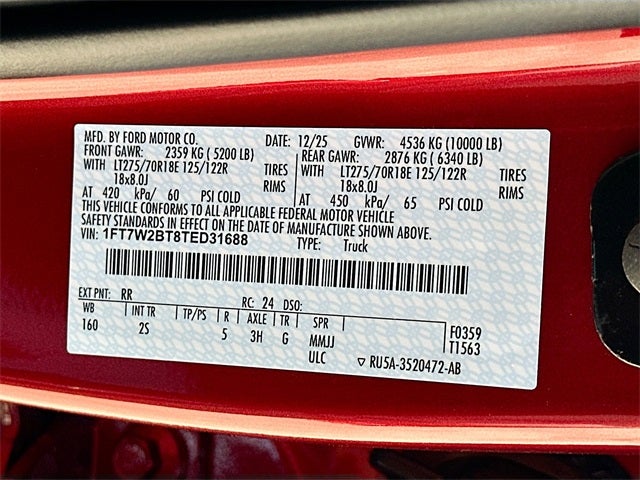 MFD. BY FORD MOTOR CO. DATE: 12/25 GVWR: 4536 KG (10000 LB)
FRONT GAWR: 2359 KG ( 5200 LB) REAR GAWR: 2876 KG ( 6340 LB)
WITH LT275/70R18E 125/122R TIRES WITH LT275/70R18E 125/122R TIRES
18x8.0J RIMS 18x8.0J RIMS
AT 420 kPa/ 60 PSI COLD AT 450 kPa/ 65 PSI COLD
THIS VEHICLE CONFORMS TO ALL APPLICABLE FEDERAL MOTOR VEHICLE
SAFETY STANDARDS IN EFFECT ON THE DATE OF MANUFACTURE SHOWN ABOVE.
VIN: 1FT7W2BT8TED31688 TYPE: Truck
EXT PNT: RR RC: 24 DSO:
WB INT TR TP/PS R AXLE TR SPR F0359
160 2S 5 3H G MMJJ T1563
ULC ▽ RU5A-3520472-AB